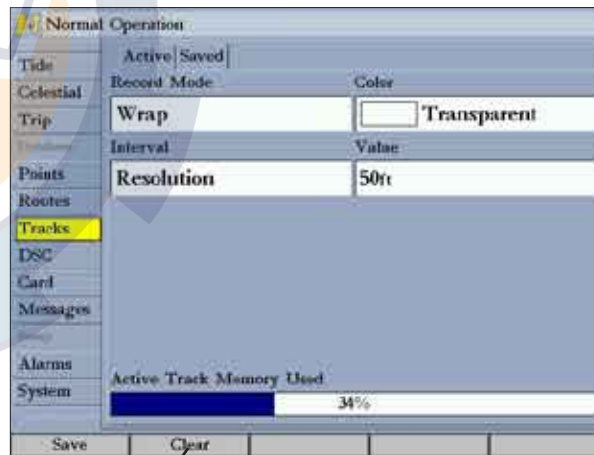 Normal Operation
Tide
Celestial
Trip
Points
Routes
Tracks
DSC
Card
Messages
Alarms
System
Active Saved
Record Mode
Color
Wrap
Transparent
Interval
Value
Resolution
50ft
Active Track Memory Used
34%
Save
Clear